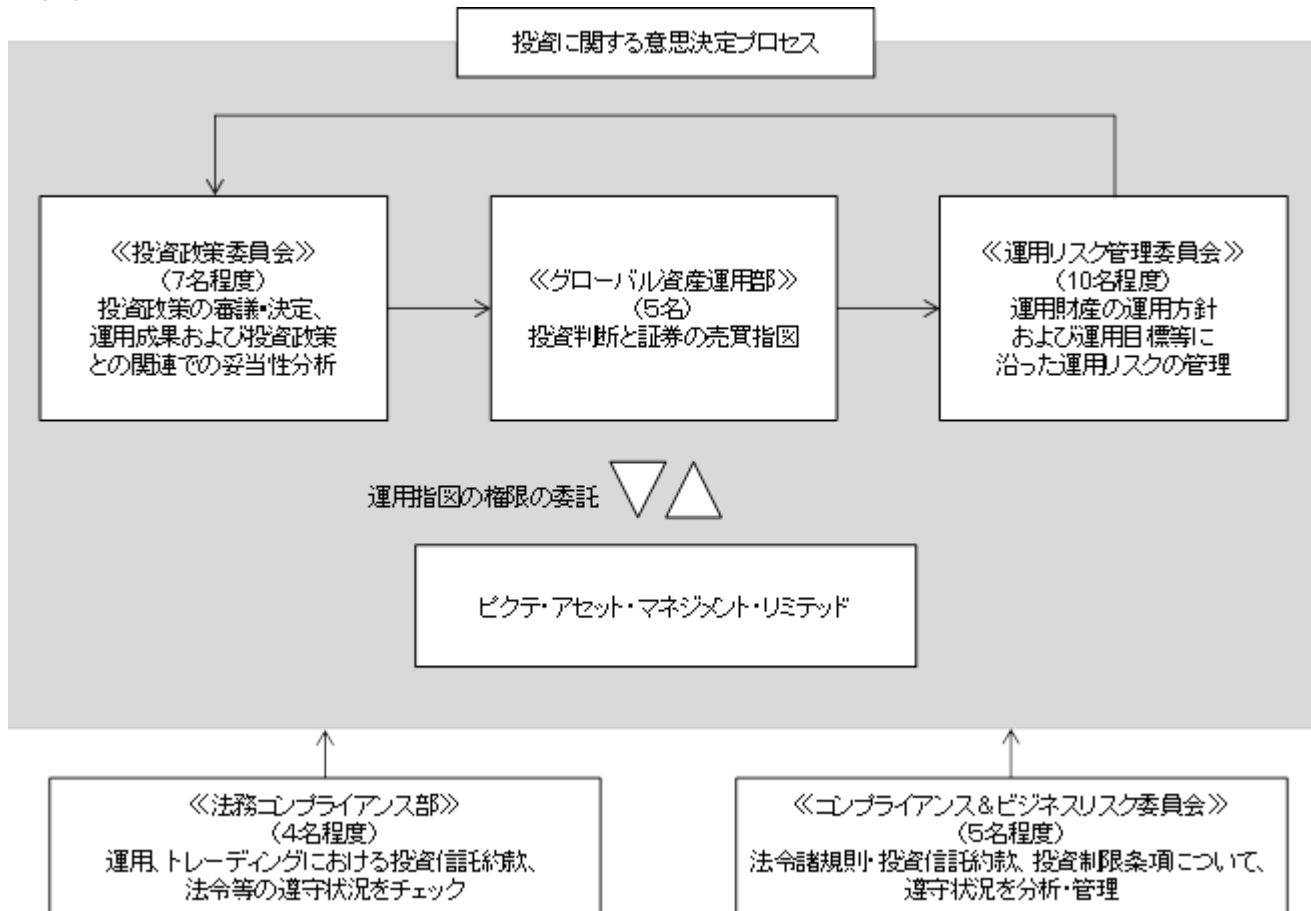 投資に関する意思決定プロセス
≪投資政策委員会≫
(7名程度)
投資政策の審議・決定、
運用成果および投資政策
との関連での妥当性分析
≪グローバル資産運用部≫
(5名)
投資判断と証券の売買指図
≪運用リスク管理委員会≫
(10名程度)
運用財産の運用方針
および運用目標等に
沿った運用リスクの管理
運用指図の権限の委託
ピクテ・アセット・マネジメント・リミテッド
≪法務コンプライアンス部≫
(4名程度)
運用、トレーディングにおける投資信託約款、
法令等の遵守状況をチェック
≪コンプライアンス&ビジネスリスク委員会≫
(5名程度)
法令諸規則・投資信託約款、投資制限条項について、
遵守状況を分析・管理